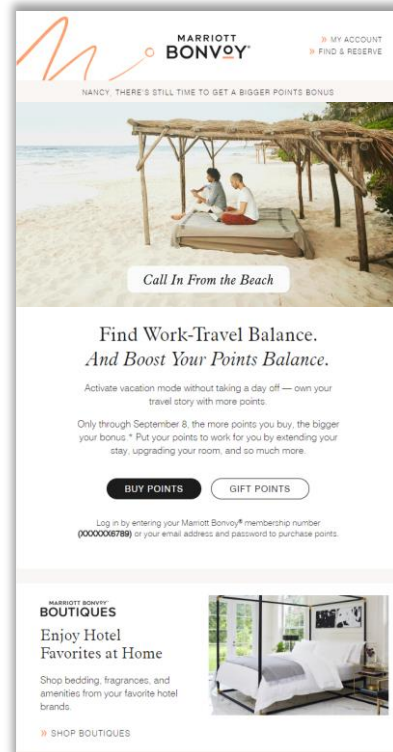 MARRIOTT
BONVOY®
» MY ACCOUNT
» FIND & RESERVE
NANCY, THERE'S STILL TIME TO GET A BIGGER POINTS BONUS
Call In From the Beach
Find Work-Travel Balance.
And Boost Your Points Balance.
Activate vacation mode without taking a day off — own your
travel story with more points.
Only through September 8, the more points you buy, the bigger
your bonus.* Put your points to work for you by extending your
stay, upgrading your room, and so much more.
BUY POINTS
GIFT POINTS
Log in by entering your Marriott Bonvoy® membership number
(XXXXXX6789) or your email address and password to purchase points.
MARRIOTT BONVOY®
BOUTIQUES
Enjoy Hotel
Favorites at Home
Shop bedding, fragrances, and
amenities from your favorite hotel
brands.
» SHOP BOUTIQUES